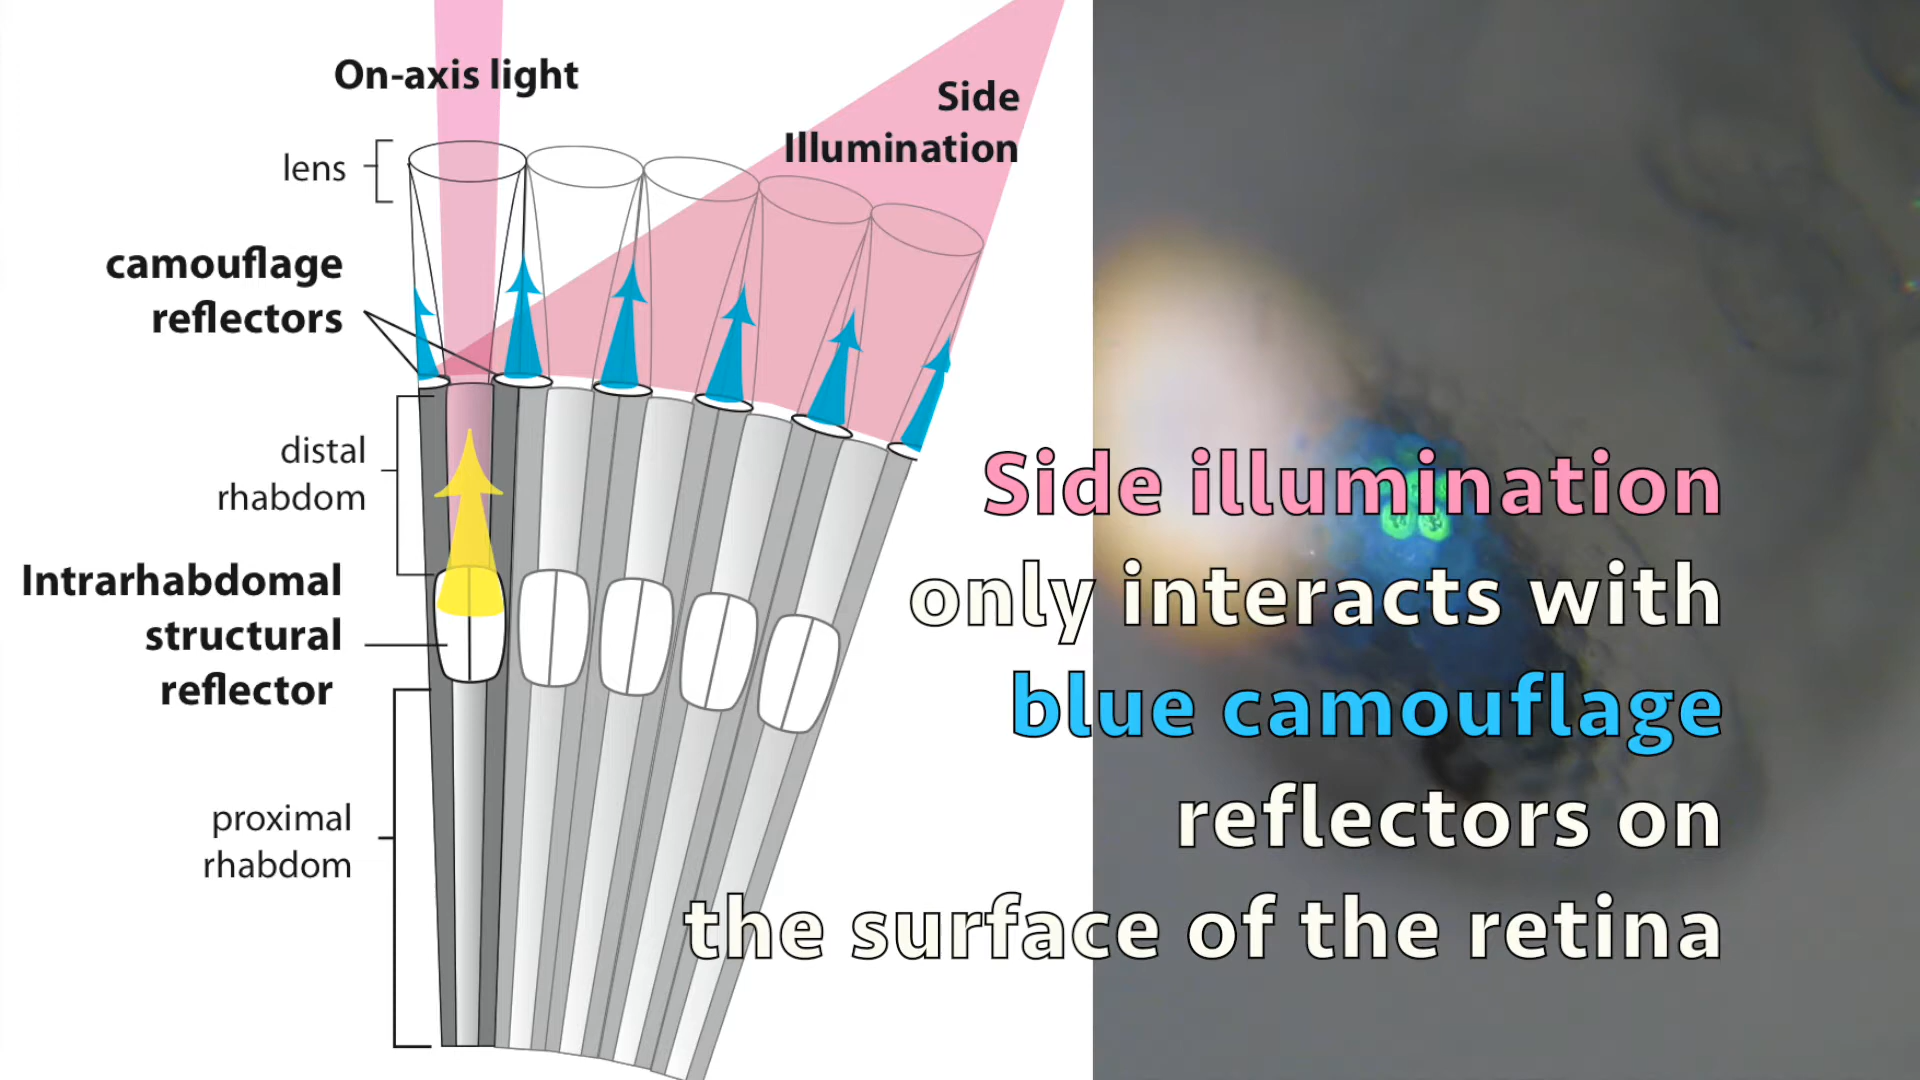 On-axis light
Side
Illumination
lens
camouflage
reflectors
distal
rhabdom
Intrarhabdomal
structural
reflector
proximal
rhabdom
Side illumination
only interacts with
blue camouflage
reflectors on
the surface of the retina